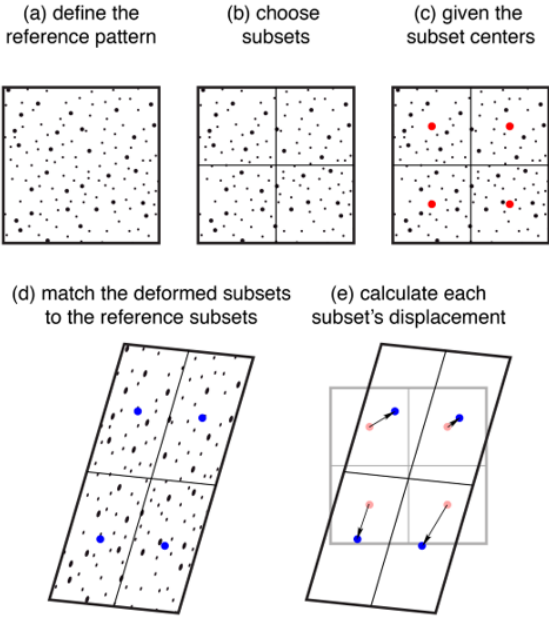 (a) define the
reference pattern
(b) choose
subsets
(c) given the
subset centers
(d) match the deformed subsets
to the reference subsets
(e) calculate each
subset's displacement